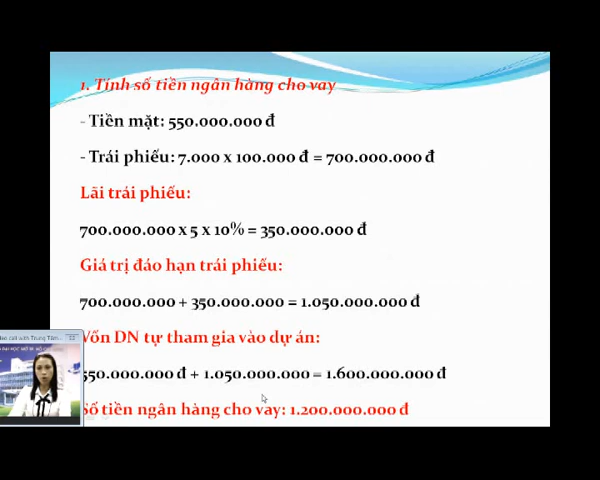 1. Tính số tiền ngân hàng cho vay
- Tiền mặt: 550.000.000 đ
- Trái phiếu: 7.000 x 100.000 đ = 700.000.000 đ
Lãi trái phiếu:
700.000.000 x 5 x 10% = 350.000.000 đ
Giá trị đáo hạn trái phiếu:
700.000.000 + 350.000.000 = 1.050.000.000 đ
Vốn DN tự tham gia vào dự án:
550.000.000 đ + 1.050.000.000 = 1.600.000.000 đ
Số tiền ngân hàng cho vay: 1.200.000.000 đ
call with Trung Tâm...